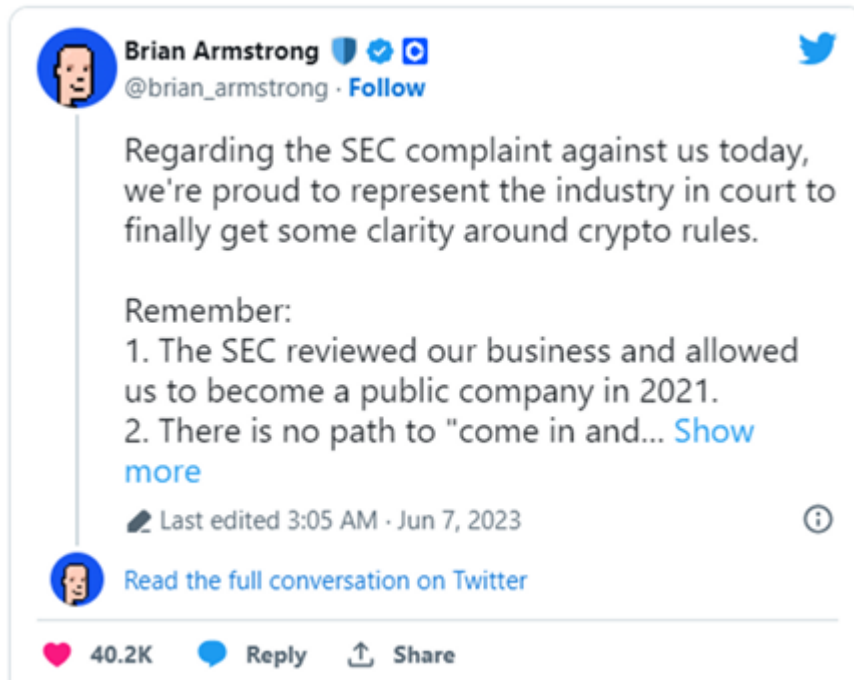 Brian Armstrong
@brian_armstrong · Follow
Regarding the SEC complaint against us today,
we're proud to represent the industry in court to
finally get some clarity around crypto rules.
Remember:
1. The SEC reviewed our business and allowed
us to become a public company in 2021.
2. There is no path to "come in and... Show
more
Last edited 3:05 AM · Jun 7, 2023
Read the full conversation on Twitter
40.2K Reply Share